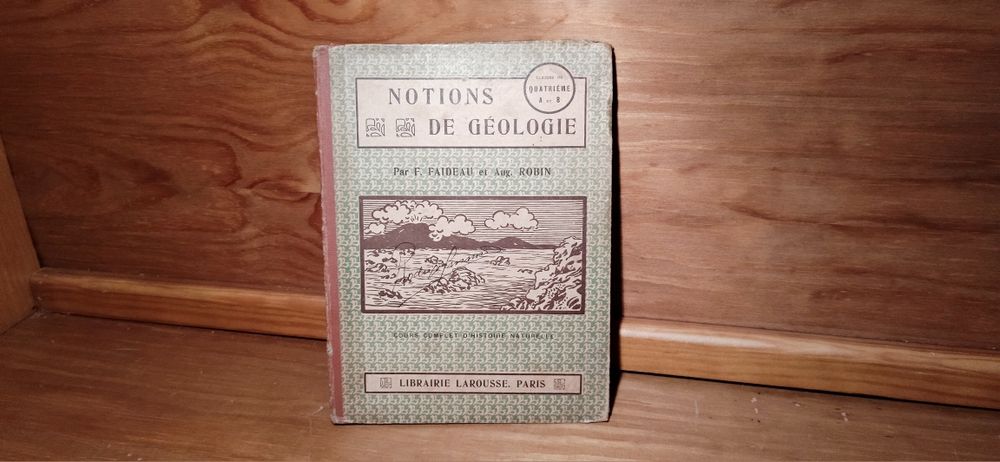 CLASSE DE
QUATRIÈME
A ET B
NOTIONS
DE GÉOLOGIE
Par F. FAIDEAU et Aug. ROBIN
COURS COMPLET D'HISTOIRE NATURELLE
LIBRAIRIE LAROUSSE. PARIS